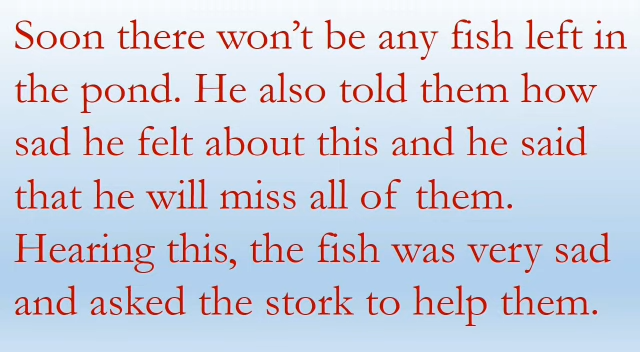 Soon there won’t be any fish left in
the pond. He also told them how
sad he felt about this and he said
that he will miss all of them.
Hearing this, the fish was very sad
and asked the stork to help them.